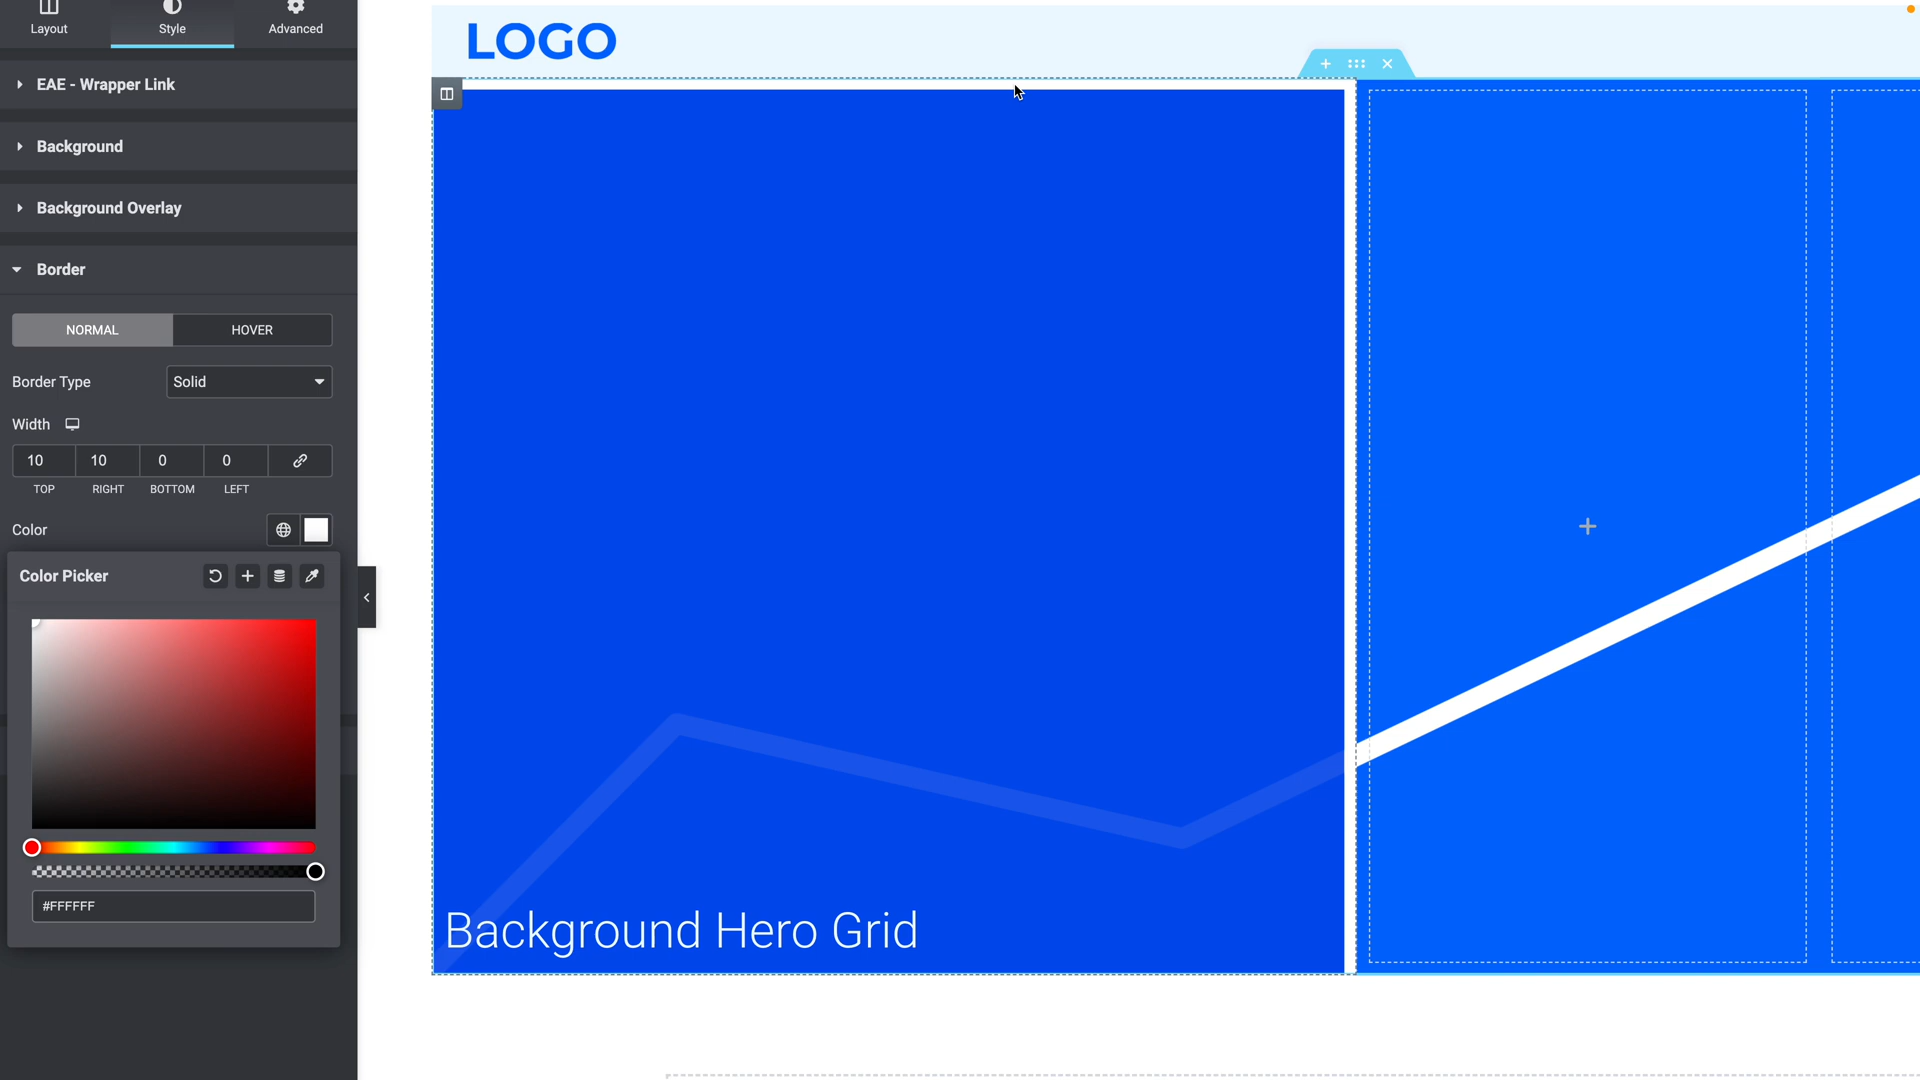 Layout
Style
Advanced
EAE - Wrapper Link
Background
Background Overlay
Border
NORMAL
HOVER
Border Type
Solid
Width
10
10
0
0
TOP
RIGHT
BOTTOM
LEFT
Color
Color Picker
#FFFFFF
LOGO
Background Hero Grid